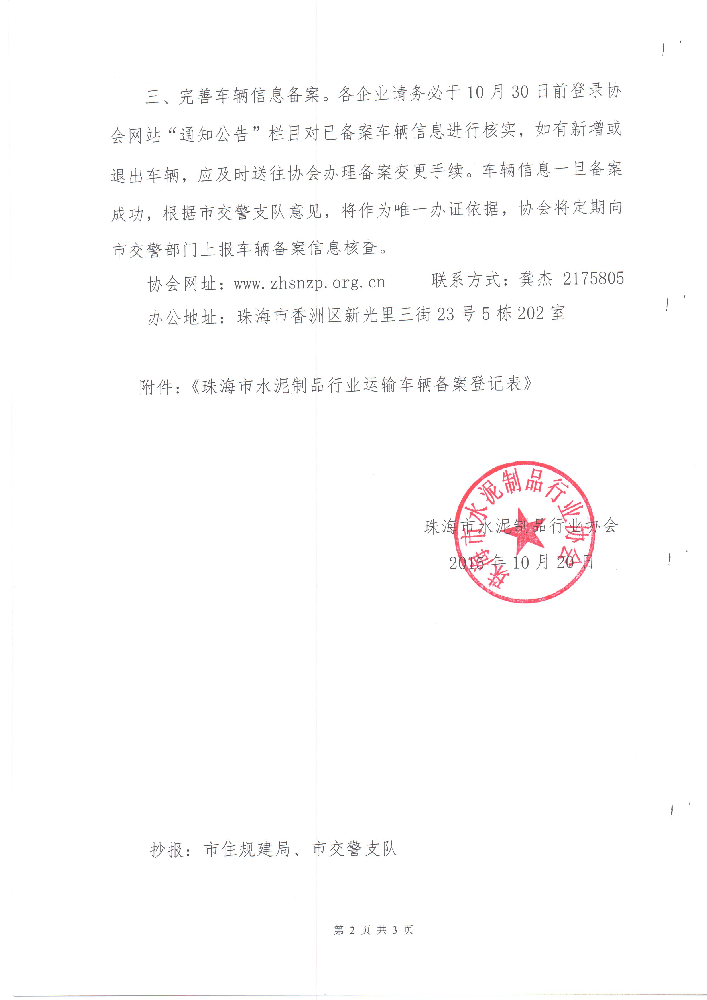 三、完善车辆信息备案。各企业请务必于 10 月 30 日前登录协
会网站“通知公告”栏目对已备案车辆信息进行核实，如有新增或
退出车辆，应及时送往协会办理备案变更手续。车辆信息一旦备案
成功，根据市交警支队意见，将作为唯一办证依据，协会将定期向
市交警部门上报车辆备案信息核查。
协会网址：www.zhsnzp.org.cn 联系方式：龚杰 2175805
办公地址：珠海市香洲区新光里三街 23 号 5 栋 202 室
附件：《珠海市水泥制品行业运输车辆备案登记表》
珠海市水泥制品行业协会
珠海市水泥制品行业协会
2015 年 10 月 20 日
抄报：市住规建局、市交警支队
第 2 页 共 3 页